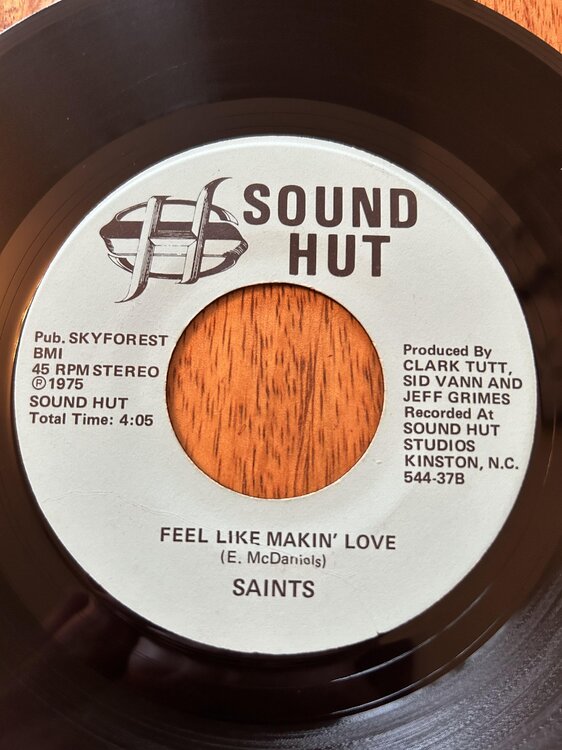 SOUND
HUT
Pub. SKYFOREST
BMI
45 RPM STEREO
Ⓟ1975
SOUND HUT
Total Time: 4:05
Produced By
CLARK TUTT,
SID VANN AND
JEFF GRIMES
Recorded At
SOUND HUT
STUDIOS
KINSTON, N.C.
544-37B
FEEL LIKE MAKIN' LOVE
(E. McDaniels)
SAINTS